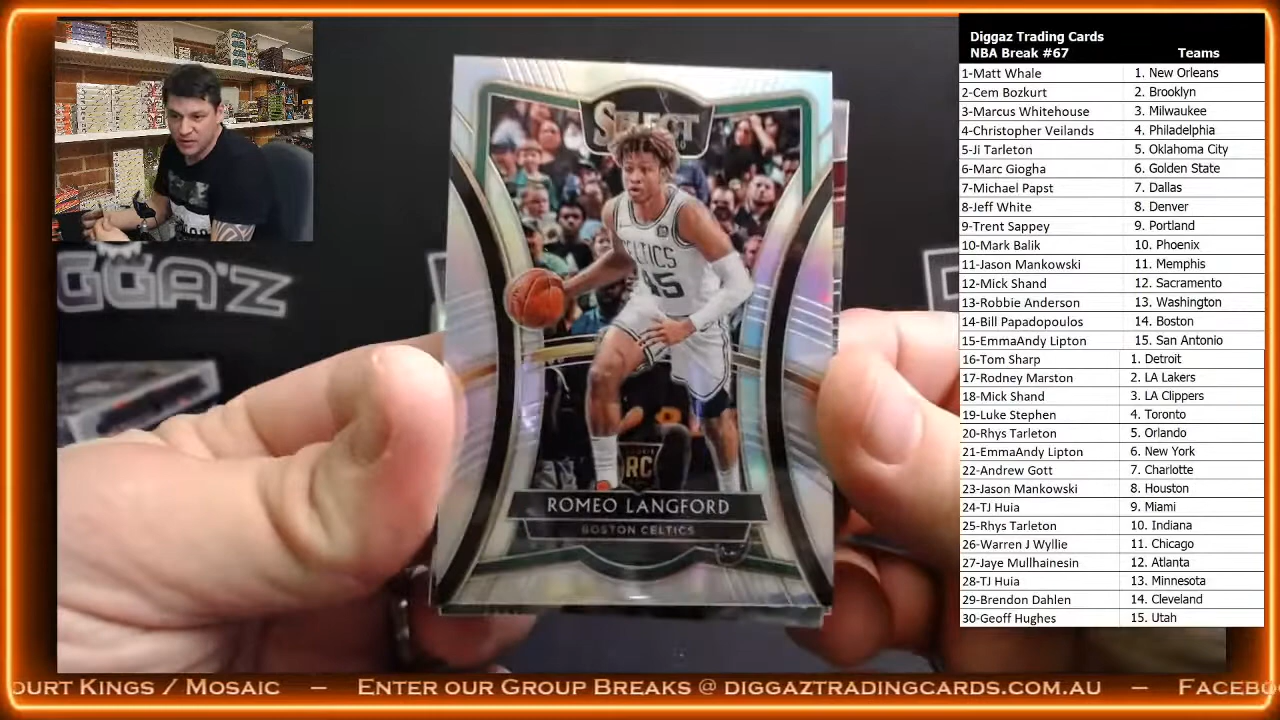 Diggaz Trading Cards
NBA Break #67 Teams
1-Matt Whale 1. New Orleans
2-Cem Bozkurt 2. Brooklyn
3-Marcus Whitehouse 3. Milwaukee
4-Christopher Veilands 4. Philadelphia
5-Ji Tarleton 5. Oklahoma City
6-Marc Giogha 6. Golden State
7-Michael Papst 7. Dallas
8-Jeff White 8. Denver
9-Trent Sappey 9. Portland
10-Mark Balik 10. Phoenix
11-Jason Mankowski 11. Memphis
12-Mick Shand 12. Sacramento
13-Robbie Anderson 13. Washington
14-Bill Papadopoulos 14. Boston
15-EmmaAndy Lipton 15. San Antonio
16-Tom Sharp 1. Detroit
17-Rodney Marston 2. LA Lakers
18-Mick Shand 3. LA Clippers
19-Luke Stephen 4. Toronto
20-Rhys Tarleton 5. Orlando
21-EmmaAndy Lipton 6. New York
22-Andrew Gott 7. Charlotte
23-Jason Mankowski 8. Houston
24-TJ Huia 9. Miami
25-Rhys Tarleton 10. Indiana
26-Warren J Wyllie 11. Chicago
27-Jaye Mullhainesin 12. Atlanta
28-TJ Huia 13. Minnesota
29-Brendon Dahlen 14. Cleveland
30-Geoff Hughes 15. Utah
SELECT
CELTICS
45
RC
ROMEO LANGFORD
BOSTON CELTICS
GGA'Z
OURT KINGS / MOSAIC – ENTER OUR GROUP BREAKS @ DIGGAZTRADINGCARDS.COM.AU – FACEBO